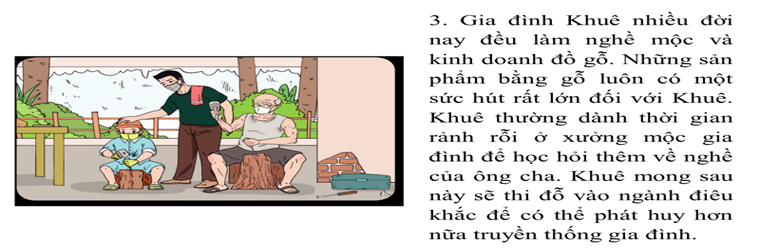 3. Gia đình Khuê nhiều đời
nay đều làm nghề mộc và
kinh doanh đồ gỗ. Những sản
phẩm bằng gỗ luôn có một
sức hút rất lớn đối với Khuê.
Khuê thường dành thời gian
rảnh rỗi ở xưởng mộc gia
đình để học hỏi thêm về nghề
của ông cha. Khuê mong sau
này sẽ thi đỗ vào ngành điêu
khắc để có thể phát huy hơn
nữa truyền thống gia đình.